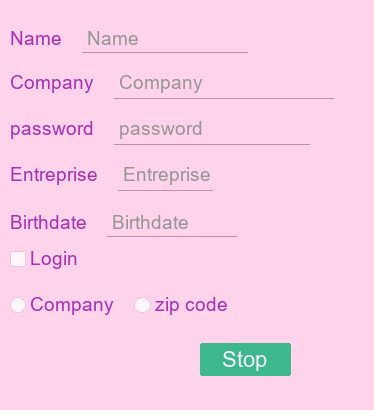 Name Name
Company Company
password password
Entreprise Entreprise
Birthdate Birthdate
Login
Company zip code
Stop